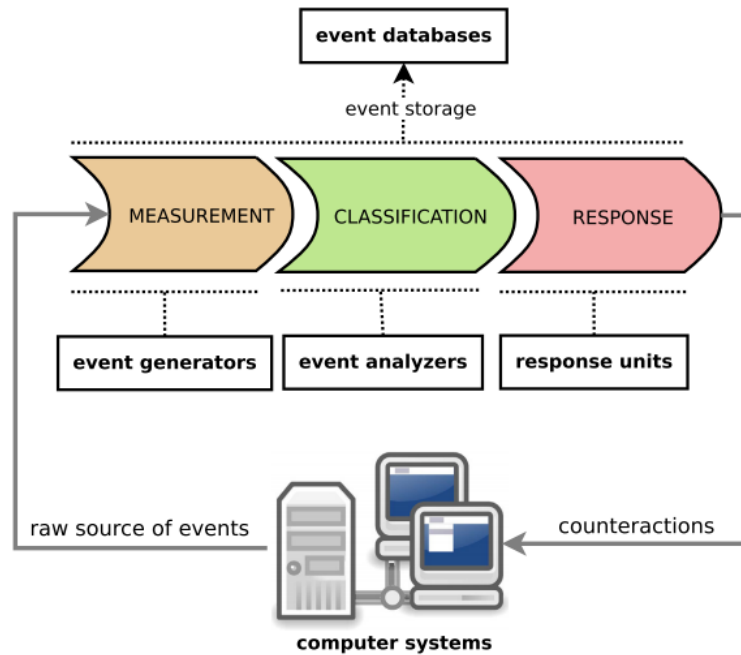 event databases
event storage
MEASUREMENT
CLASSIFICATION
RESPONSE
event generators
event analyzers
response units
raw source of events
counteractions
computer systems